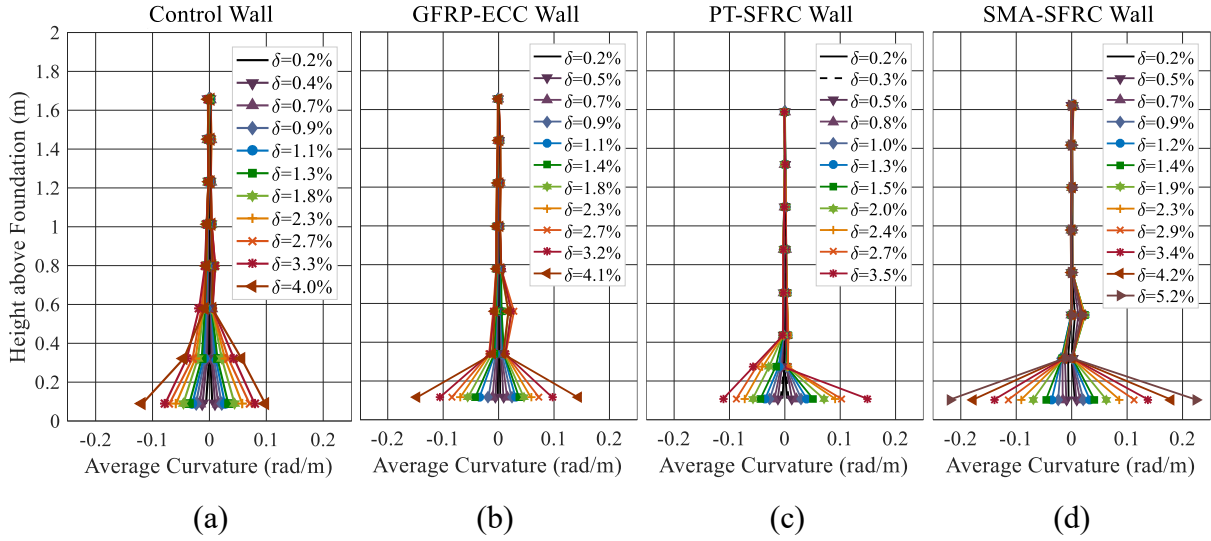 Control Wall
GFRP-ECC Wall
PT-SFRC Wall
SMA-SFRC Wall
Height above Foundation (m)
2
1.8
1.6
1.4
1.2
1
0.8
0.6
0.4
0.2
0
δ=0.2%
δ=0.4%
δ=0.7%
δ=0.9%
δ=1.1%
δ=1.3%
δ=1.8%
δ=2.3%
δ=2.7%
δ=3.3%
δ=4.0%
-0.2
-0.1
0
0.1
0.2
Average Curvature (rad/m)
(a)
δ=0.2%
δ=0.5%
δ=0.7%
δ=0.9%
δ=1.1%
δ=1.4%
δ=1.8%
δ=2.3%
δ=2.7%
δ=3.2%
δ=4.1%
-0.2
-0.1
0
0.1
0.2
Average Curvature (rad/m)
(b)
δ=0.2%
δ=0.3%
δ=0.5%
δ=0.8%
δ=1.0%
δ=1.3%
δ=1.5%
δ=2.0%
δ=2.4%
δ=2.7%
δ=3.5%
-0.2
-0.1
0
0.1
0.2
Average Curvature (rad/m)
(c)
δ=0.2%
δ=0.5%
δ=0.7%
δ=0.9%
δ=1.2%
δ=1.4%
δ=1.9%
δ=2.3%
δ=2.9%
δ=3.4%
δ=4.2%
δ=5.2%
-0.2
-0.1
0
0.1
0.2
Average Curvature (rad/m)
(d)